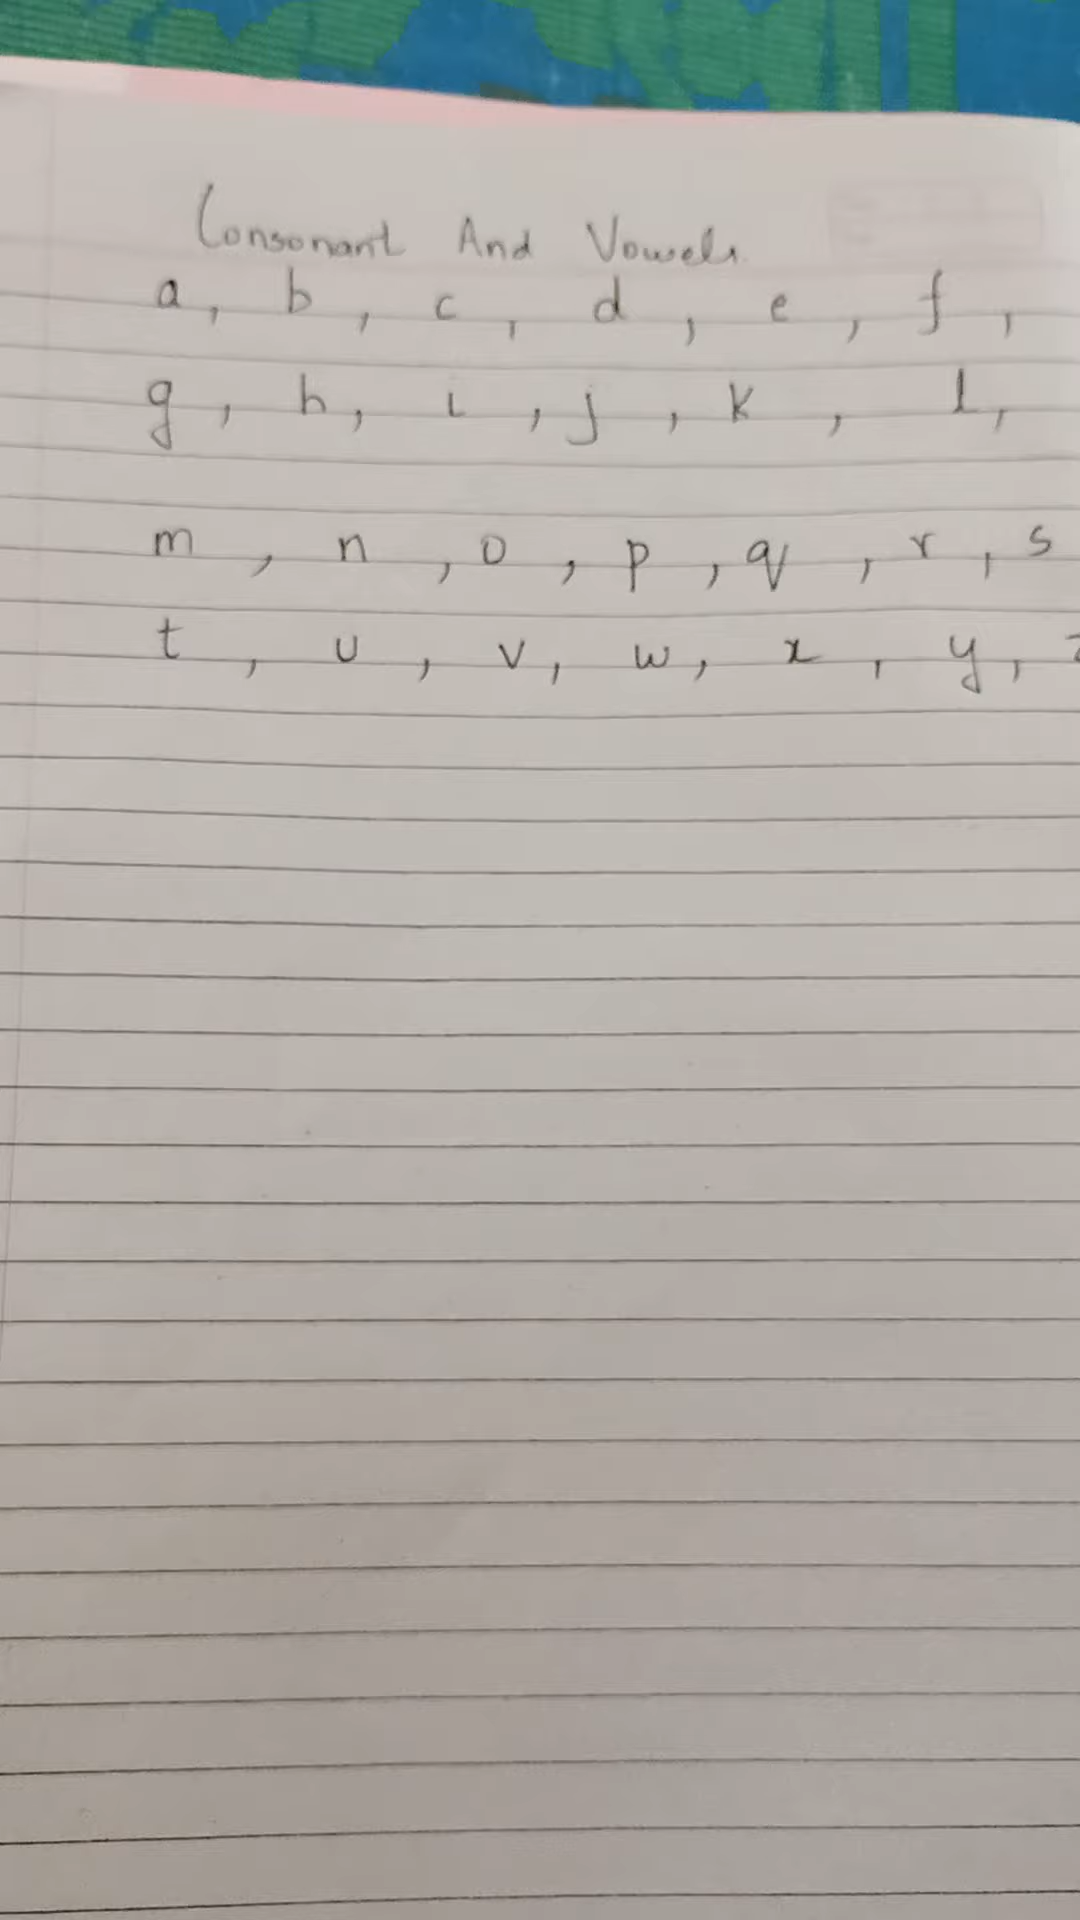 Consonant And Vowels
a, b, c, d, e, f,
g, h, i, j, k, l,
m, n, o, p, q, r, s
t, u, v, w, x, y, z